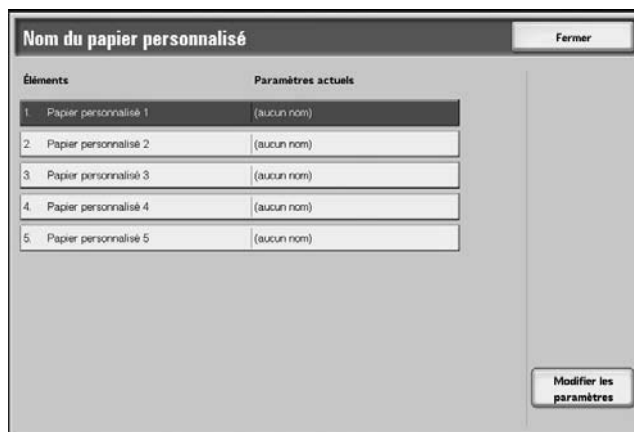 Nom du papier personnalisé
Fermer
Éléments Paramètres actuels
1. Papier personnalisé 1 (aucun nom)
2. Papier personnalisé 2 (aucun nom)
3. Papier personnalisé 3 (aucun nom)
4. Papier personnalisé 4 (aucun nom)
5. Papier personnalisé 5 (aucun nom)
Modifier les
paramètres